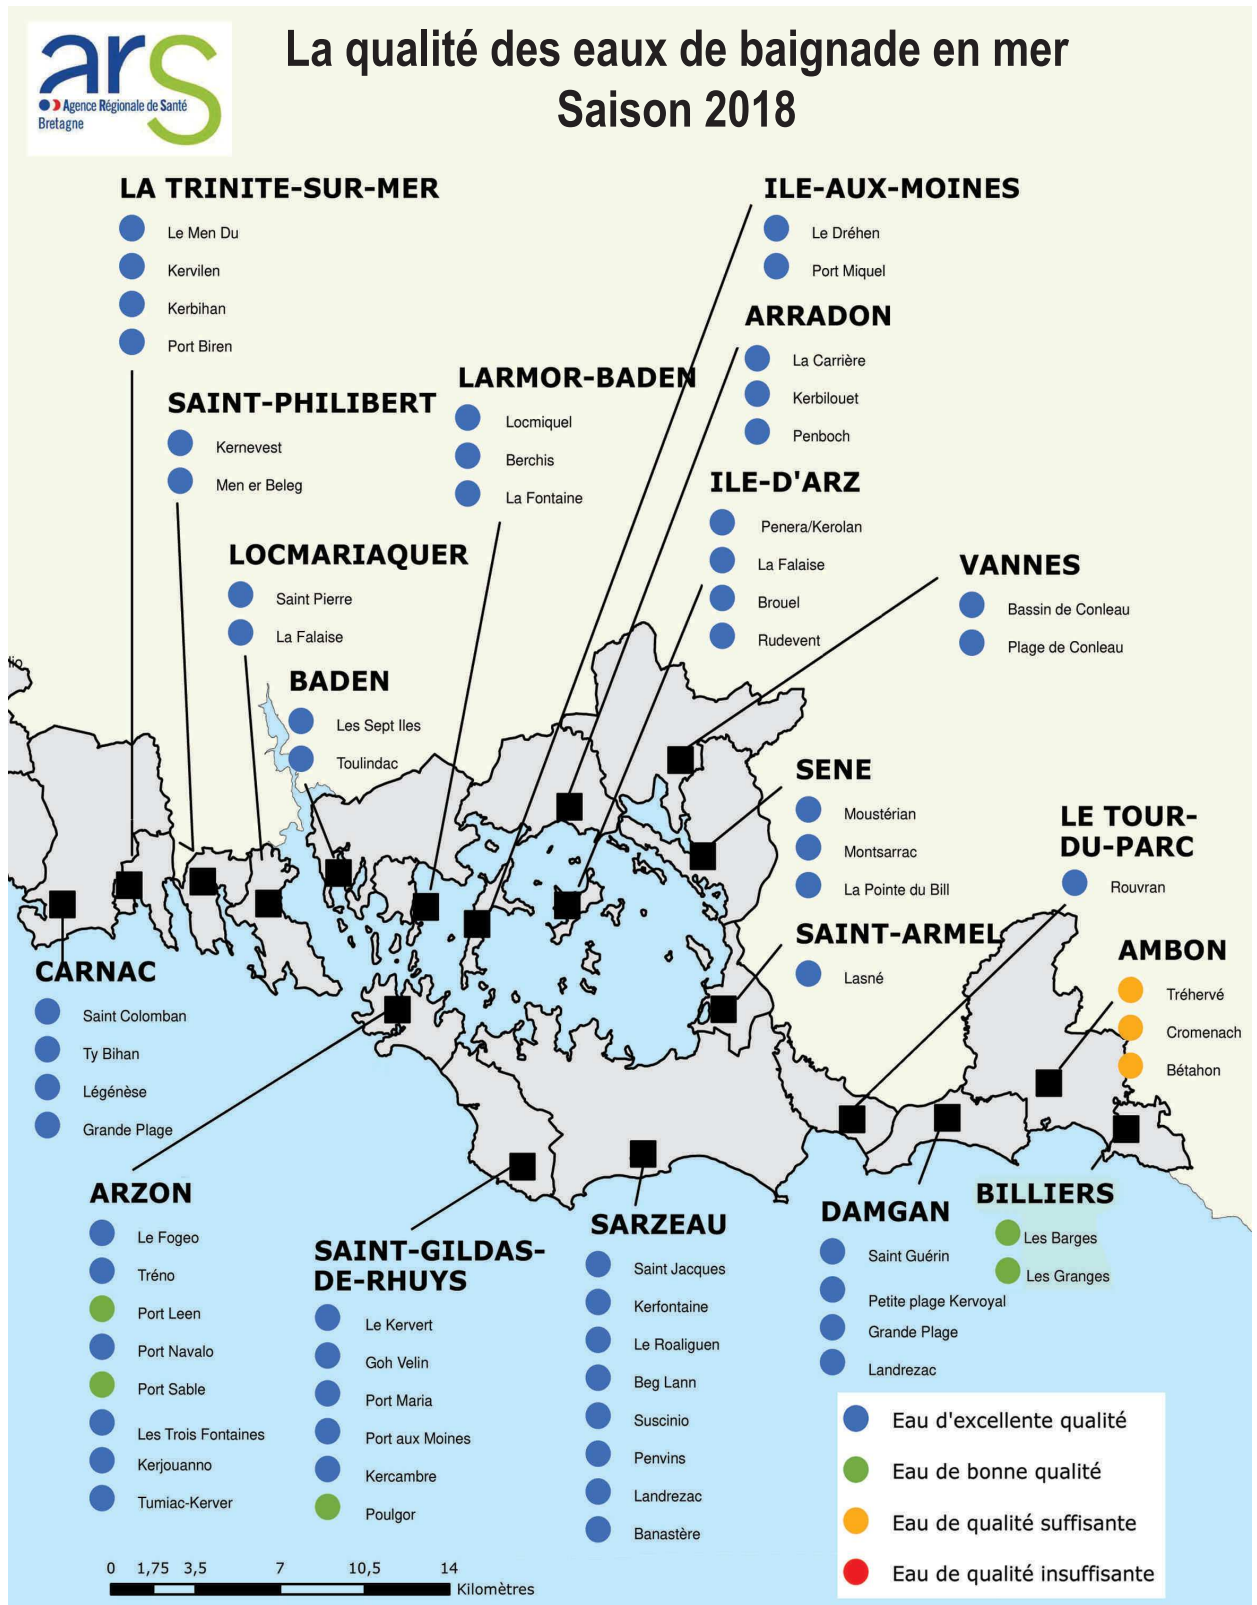 ars
Agence Régionale de Santé
Bretagne
La qualité des eaux de baignade en mer
Saison 2018
LA TRINITE-SUR-MER
Le Men Du
Kervilen
Kerbihan
Port Biren
ILE-AUX-MOINES
Le Dréhen
Port Miquel
ARRADON
La Carrière
Kerbilouet
Penboch
LARMOR-BADEN
Locmiquel
Berchis
La Fontaine
SAINT-PHILIBERT
Kernevest
Men er Beleg
ILE-D'ARZ
Penera/Kerolan
La Falaise
Brouel
Rudevent
LOCMARIAQUER
Saint Pierre
La Falaise
VANNES
Bassin de Conleau
Plage de Conleau
BADEN
Les Sept Iles
Toulindac
SENE
Moustérian
Montsarrac
La Pointe du Bill
LE TOUR-
DU-PARC
Rouvran
SAINT-ARMEL
Lasné
AMBON
Tréhervé
Cromenach
Bétahon
CARNAC
Saint Colomban
Ty Bihan
Légénèse
Grande Plage
ARZON
Le Fogeo
Tréno
Port Leen
Port Navalo
Port Sable
Les Trois Fontaines
Kerjouanno
Tumiac-Kerver
SAINT-GILDAS-
DE-RHUYS
Le Kervert
Goh Velin
Port Maria
Port aux Moines
Kercambre
Poulgor
SARZEAU
Saint Jacques
Kerfontaine
Le Roaliguen
Beg Lann
Suscinio
Penvins
Landrezac
Banastère
DAMGAN
Saint Guérin
Petite plage Kervoyal
Grande Plage
Landrezac
BILLIERS
Les Barges
Les Granges
Eau d'excellente qualité
Eau de bonne qualité
Eau de qualité suffisante
Eau de qualité insuffisante
0 1,75 3,5 7 10,5 14
Kilomètres